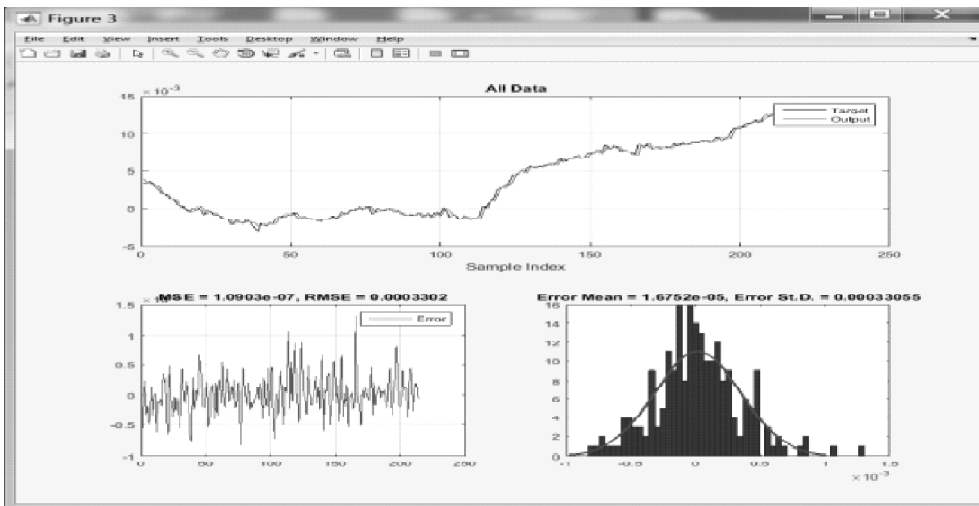 Figure 3
File Edit View Insert Tools Desktop Window Help
All Data
× 10⁻³
15
10
5
0
-5
0 50 100 150 200 250
Sample Index
Target
Output
MSE = 1.0903e-07, RMSE = 0.0003302
1.5
1
0.5
0
-0.5
-1
0 50 100 150 200 250
Error
Error Mean = 1.6752e-05, Error St.D. = 0.00033055
16
14
12
10
8
6
4
2
0
-1 -0.5 0 0.5 1 1.5
× 10⁻³